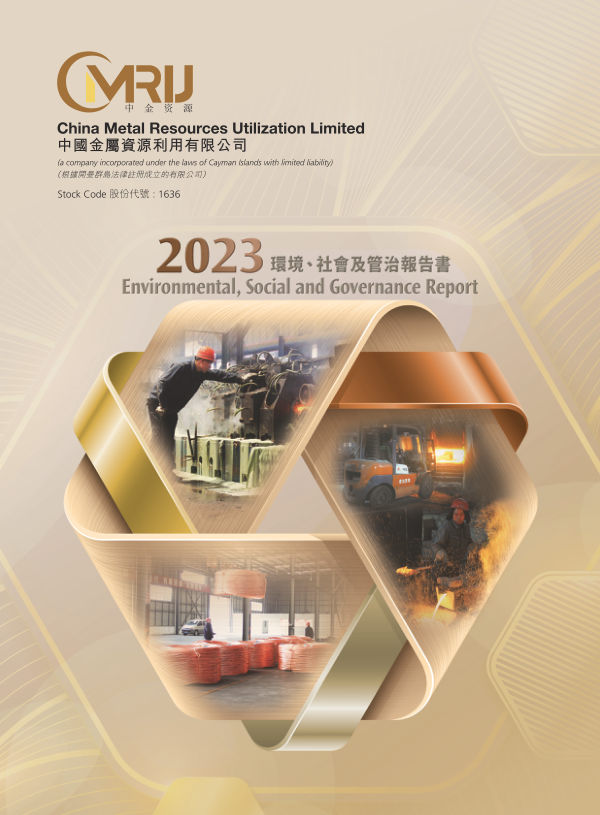 CMRU
中金资源
China Metal Resources Utilization Limited
中國金屬資源利用有限公司
(a company incorporated under the laws of Cayman Islands with limited liability)
(根據開曼群島法律註冊成立的有限公司)
Stock Code 股份代號 : 1636
2023 環境、社會及管治報告書
Environmental, Social and Governance Report